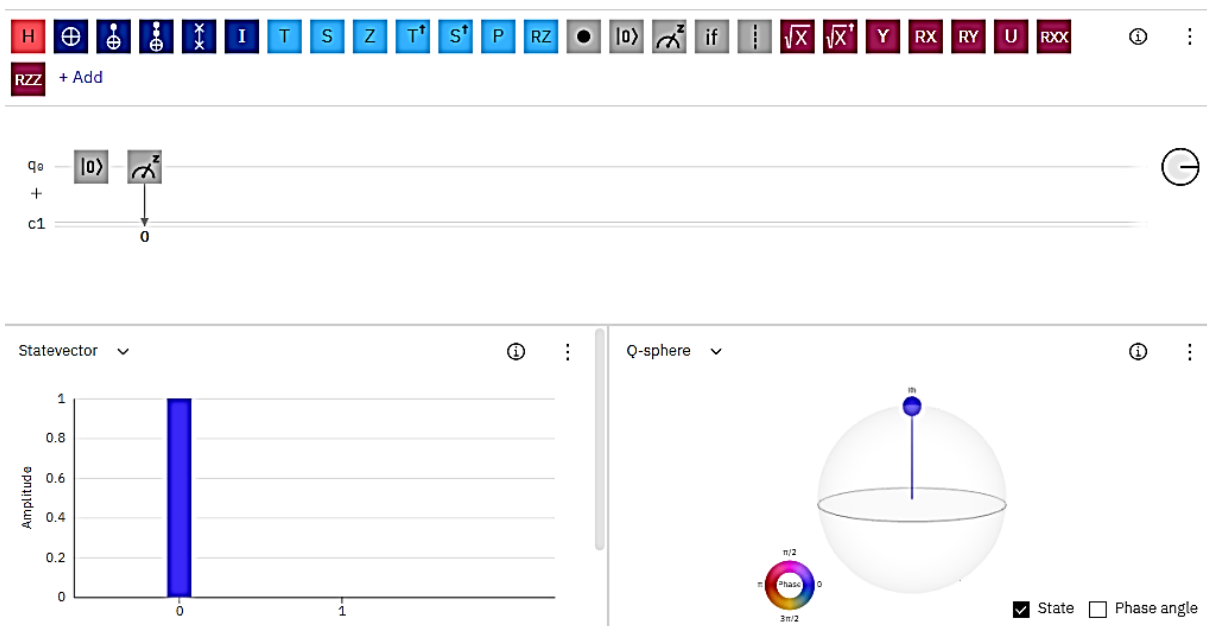 H I T S Z T† S† P RZ |0⟩ z if √X √X† Y RX RY U RXX
RZZ + Add
q0 |0⟩ z
+
c1
0
Statevector
Q-sphere
1
0.8
0.6
0.4
0.2
0
Amplitude
0 1
|0⟩
π/2
π Phase 0
3π/2
State Phase angle